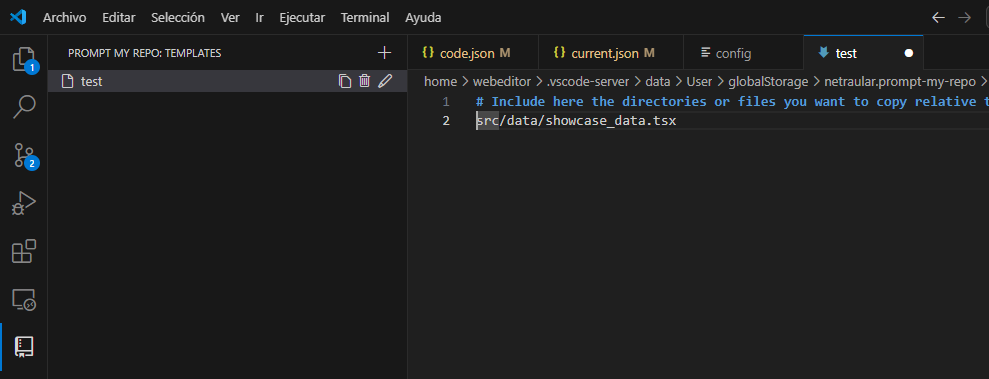 Archivo Editar Selección Ver Ir Ejecutar Terminal Ayuda
PROMPT MY REPO: TEMPLATES
test
1
2
code.json M
current.json M
config
test
home > webeditor > .vscode-server > data > User > globalStorage > netraular.prompt-my-repo >
1 # Include here the directories or files you want to copy relative t
2 src/data/showcase_data.tsx